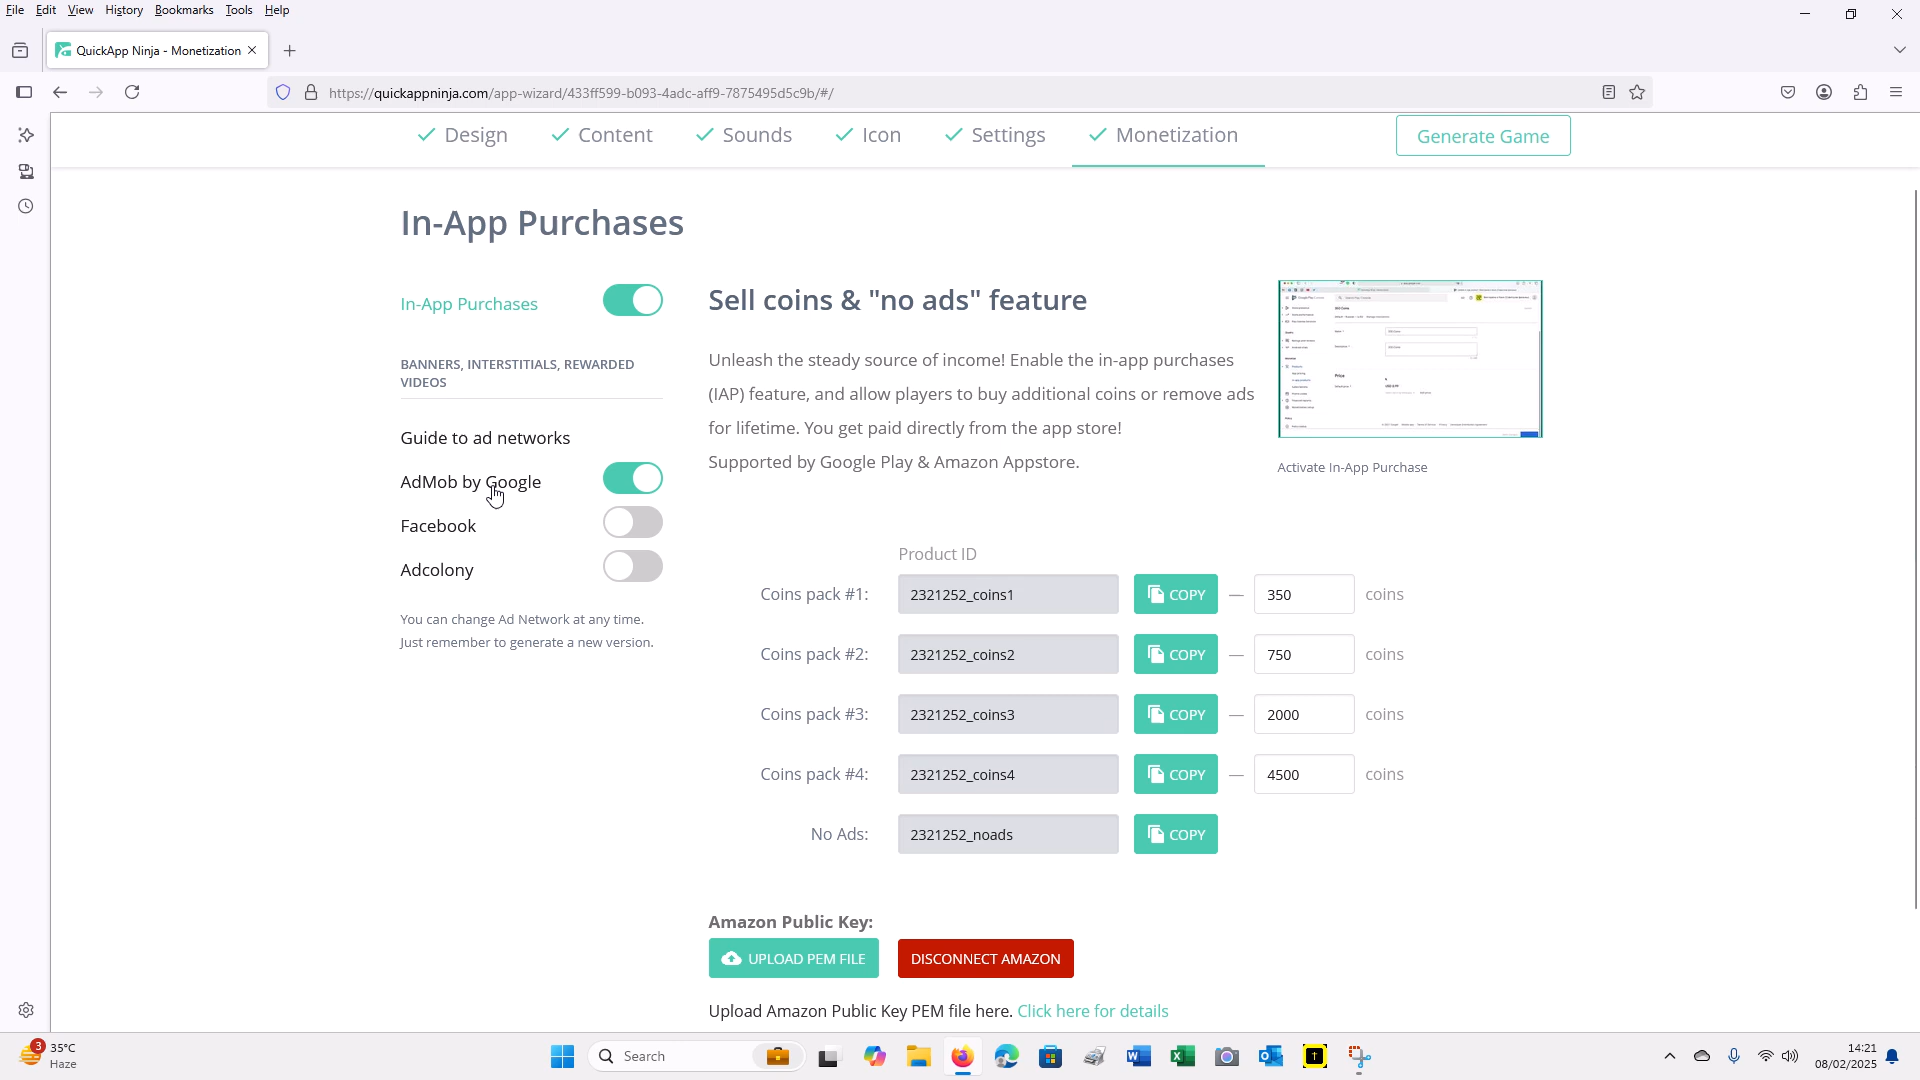 File Edit View History Bookmarks Tools Help
QuickApp Ninja - Monetization
https://quickappninja.com/app-wizard/433ff599-b093-4adc-aff9-7875495d5c9b/#/
Design Content Sounds Icon Settings Monetization Generate Game
In-App Purchases
In-App Purchases
BANNERS, INTERSTITIALS, REWARDED
VIDEOS
Guide to ad networks
AdMob by Google
Facebook
Adcolony
You can change Ad Network at any time.
Just remember to generate a new version.
Sell coins & "no ads" feature
Unleash the steady source of income! Enable the in-app purchases
(IAP) feature, and allow players to buy additional coins or remove ads
for lifetime. You get paid directly from the app store!
Supported by Google Play & Amazon Appstore.
Activate In-App Purchase
Product ID
Coins pack #1: 2321252_coins1 COPY — 350 coins
Coins pack #2: 2321252_coins2 COPY — 750 coins
Coins pack #3: 2321252_coins3 COPY — 2000 coins
Coins pack #4: 2321252_coins4 COPY — 4500 coins
No Ads: 2321252_noads COPY
Amazon Public Key:
UPLOAD PEM FILE DISCONNECT AMAZON
Upload Amazon Public Key PEM file here. Click here for details
3 35°C
Haze
Search
14:21
08/02/2025